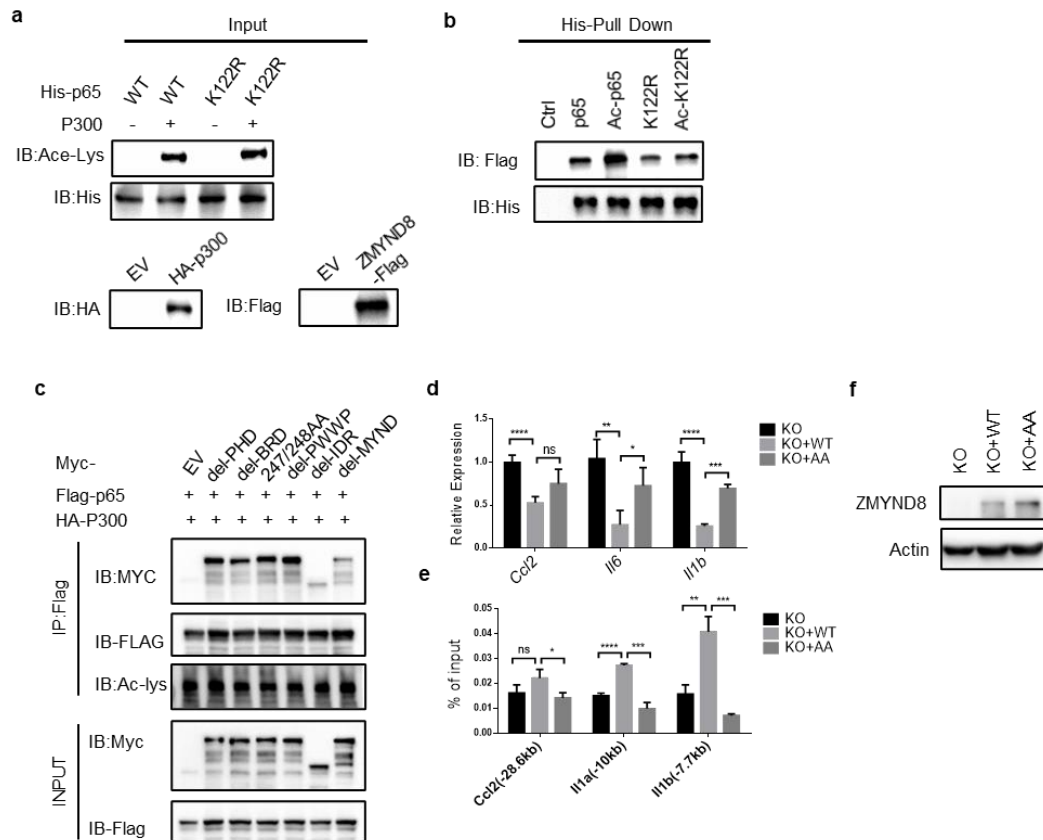 a
Input
His-p65 WT WT K122R K122R
P300 - + - +
IB:Ace-Lys
IB:His
EV HA-p300
IB:HA
EV ZMYND8
-Flag
IB:Flag
b
His-Pull Down
Ctrl p65 Ac-p65 K122R Ac-K122R
IB: Flag
IB:His
c
Myc- EV del-PHD del-BRD 247/248AA del-PWWP del-IDR del-MYND
Flag-p65 + + + + + + +
HA-P300 + + + + + + +
IP:Flag
IB:MYC
IB-FLAG
IB:Ac-lys
INPUT
IB:Myc
IB-Flag
d
Relative Expression
1.5
1.0
0.5
0.0
**** ns ** * **** ***
Ccl2 Il6 Il1b
KO
KO+WT
KO+AA
e
% of input
0.05
0.04
0.03
0.02
0.01
0.00
ns * **** *** ** ***
Ccl2(-28.6kb) Il1a(-10kb) Il1b(-7.7kb)
KO
KO+WT
KO+AA
f
KO KO+WT KO+AA
ZMYND8
Actin